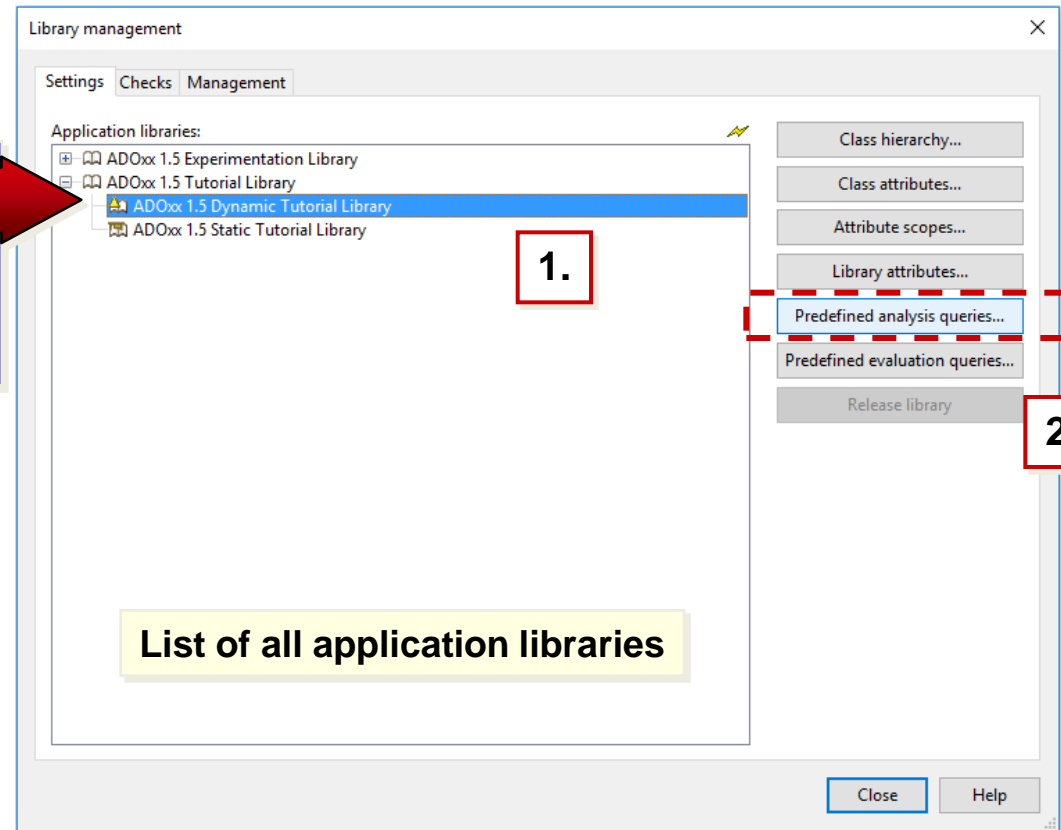 Library management
Settings Checks Management
Application libraries:
ADOxx 1.5 Experimentation Library
ADOxx 1.5 Tutorial Library
ADOxx 1.5 Dynamic Tutorial Library
ADOxx 1.5 Static Tutorial Library
1.
Class hierarchy...
Class attributes...
Attribute scopes...
Library attributes...
Predefined analysis queries...
Predefined evaluation queries...
Release library
2
List of all application libraries
Close Help